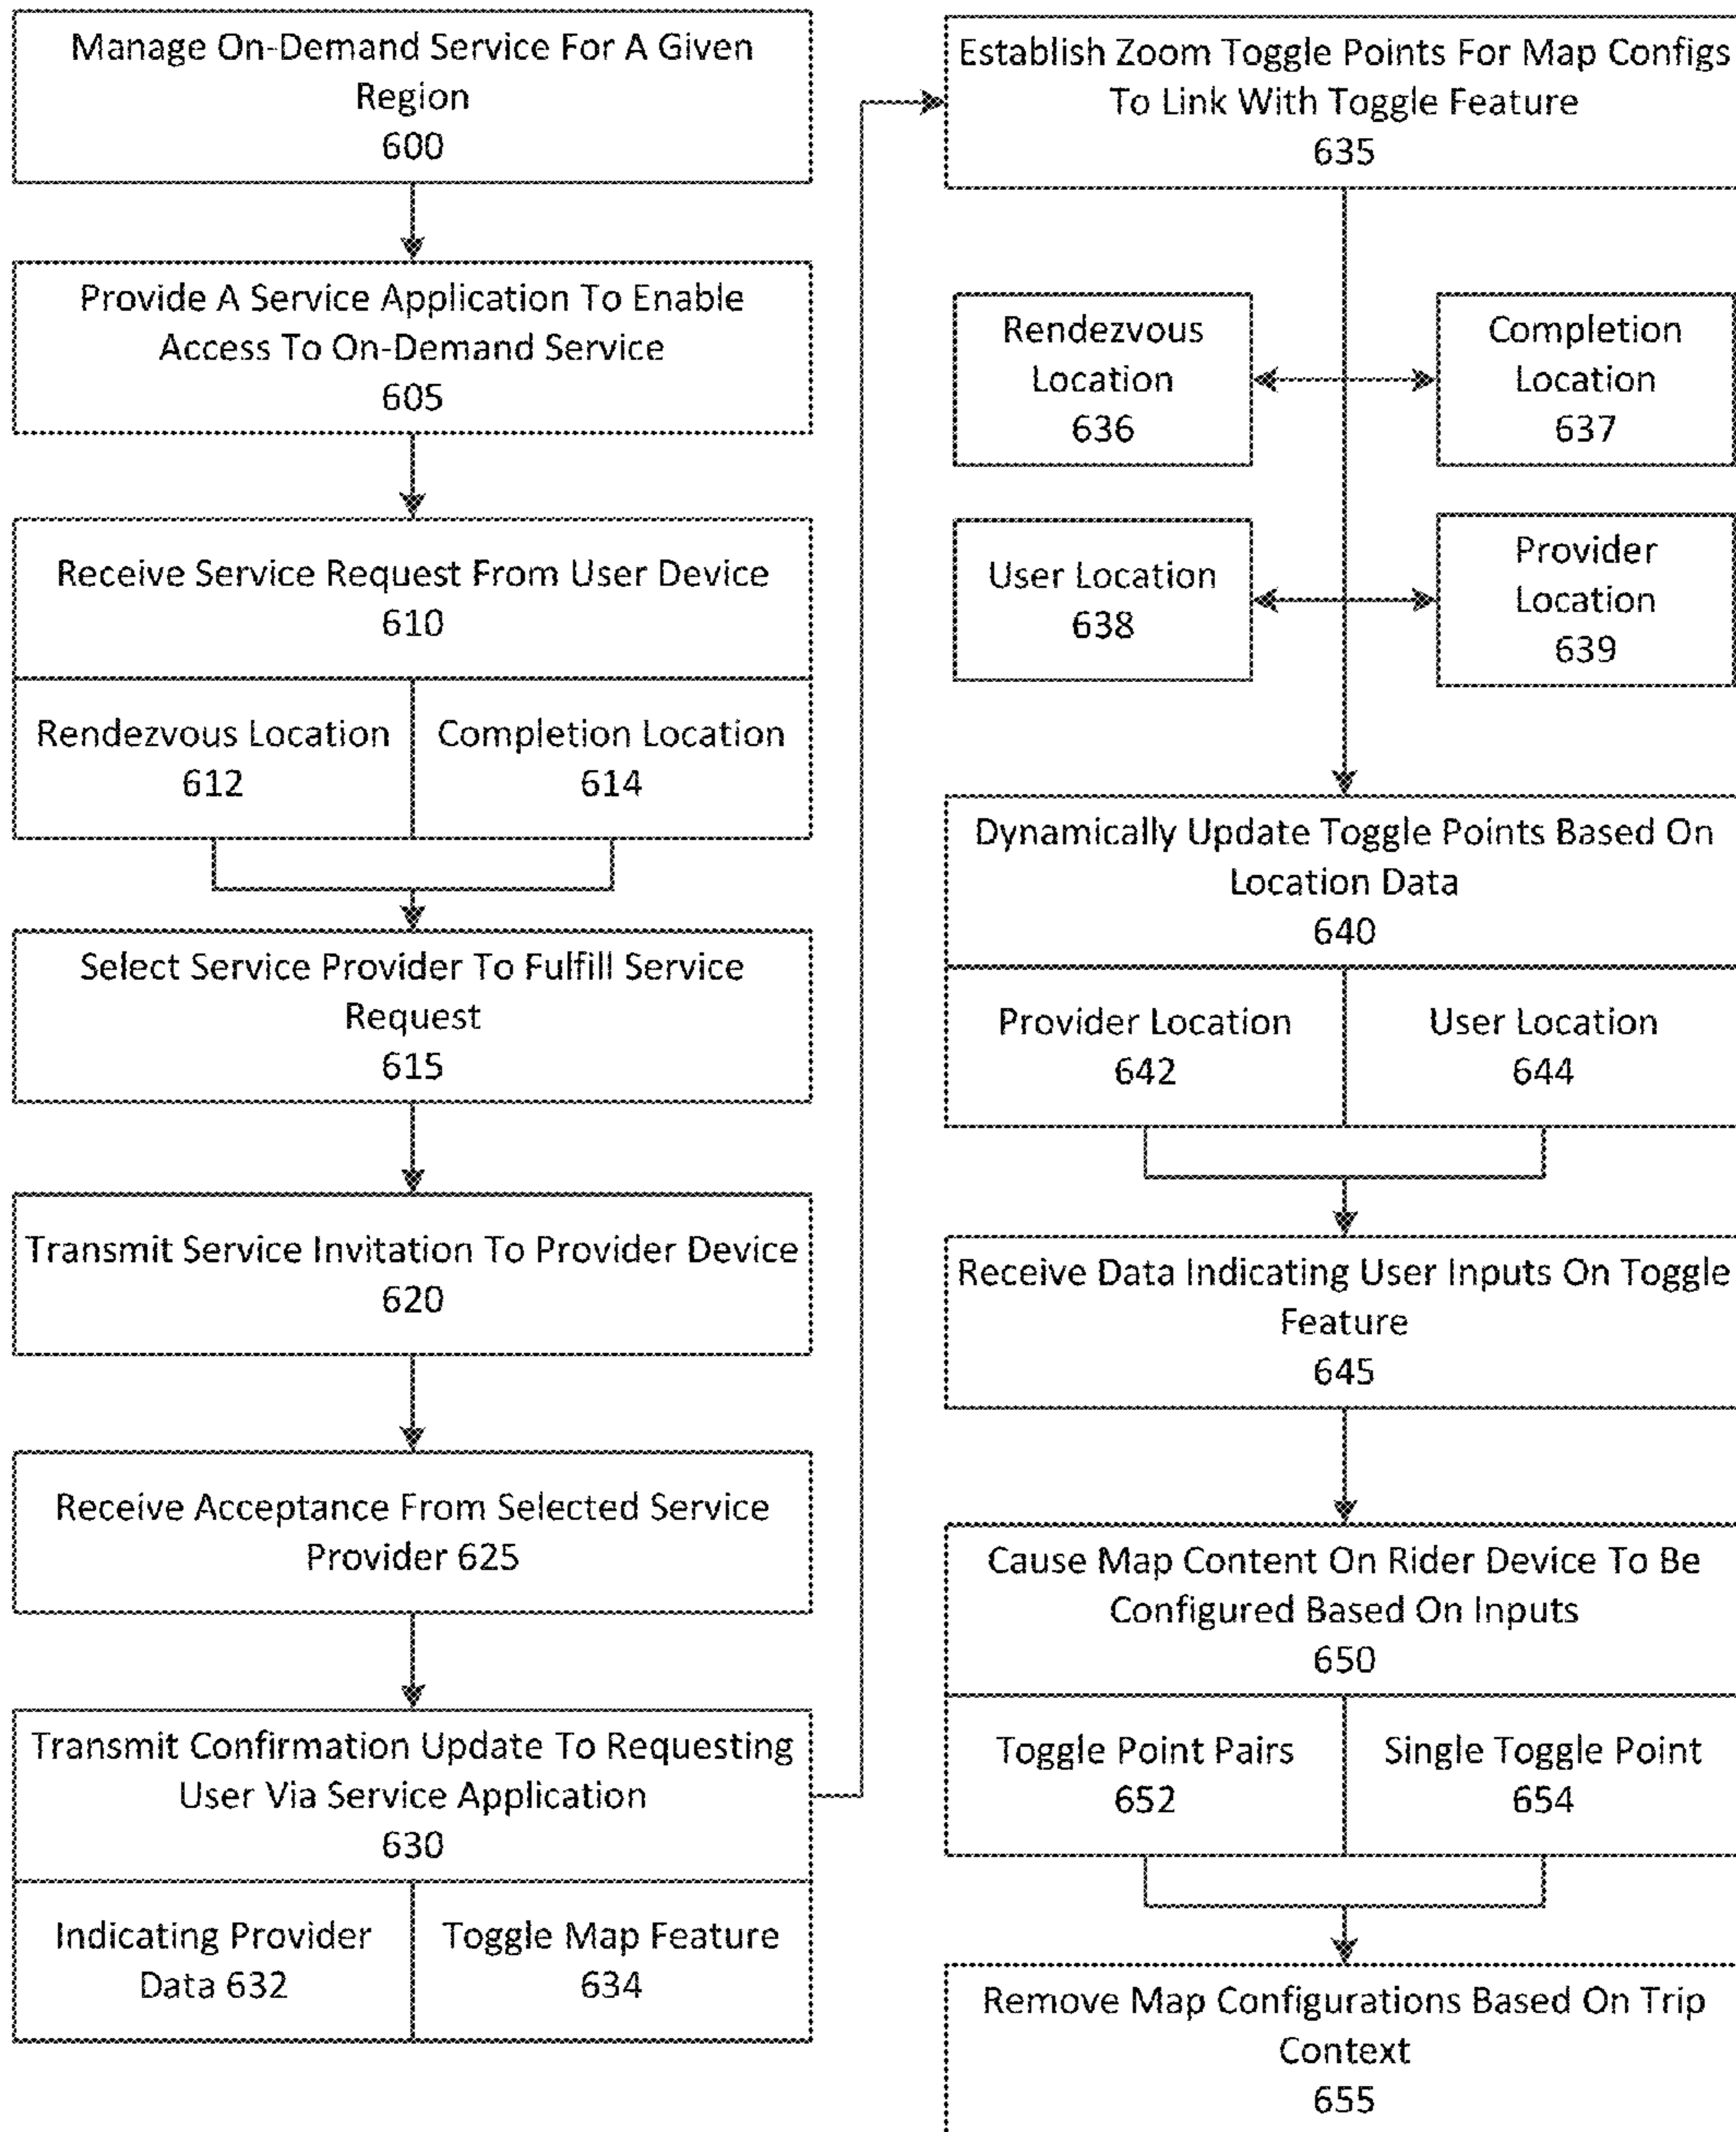 Manage On-Demand Service For A Given
Region
600
Provide A Service Application To Enable
Access To On-Demand Service
605
Receive Service Request From User Device
610
Rendezvous Location
612
Completion Location
614
Select Service Provider To Fulfill Service
Request
615
Transmit Service Invitation To Provider Device
620
Receive Acceptance From Selected Service
Provider 625
Transmit Confirmation Update To Requesting
User Via Service Application
630
Indicating Provider
Data 632
Toggle Map Feature
634
Establish Zoom Toggle Points For Map Configs
To Link With Toggle Feature
635
Rendezvous
Location
636
Completion
Location
637
User Location
638
Provider
Location
639
Dynamically Update Toggle Points Based On
Location Data
640
Provider Location
642
User Location
644
Receive Data Indicating User Inputs On Toggle
Feature
645
Cause Map Content On Rider Device To Be
Configured Based On Inputs
650
Toggle Point Pairs
652
Single Toggle Point
654
Remove Map Configurations Based On Trip
Context
655